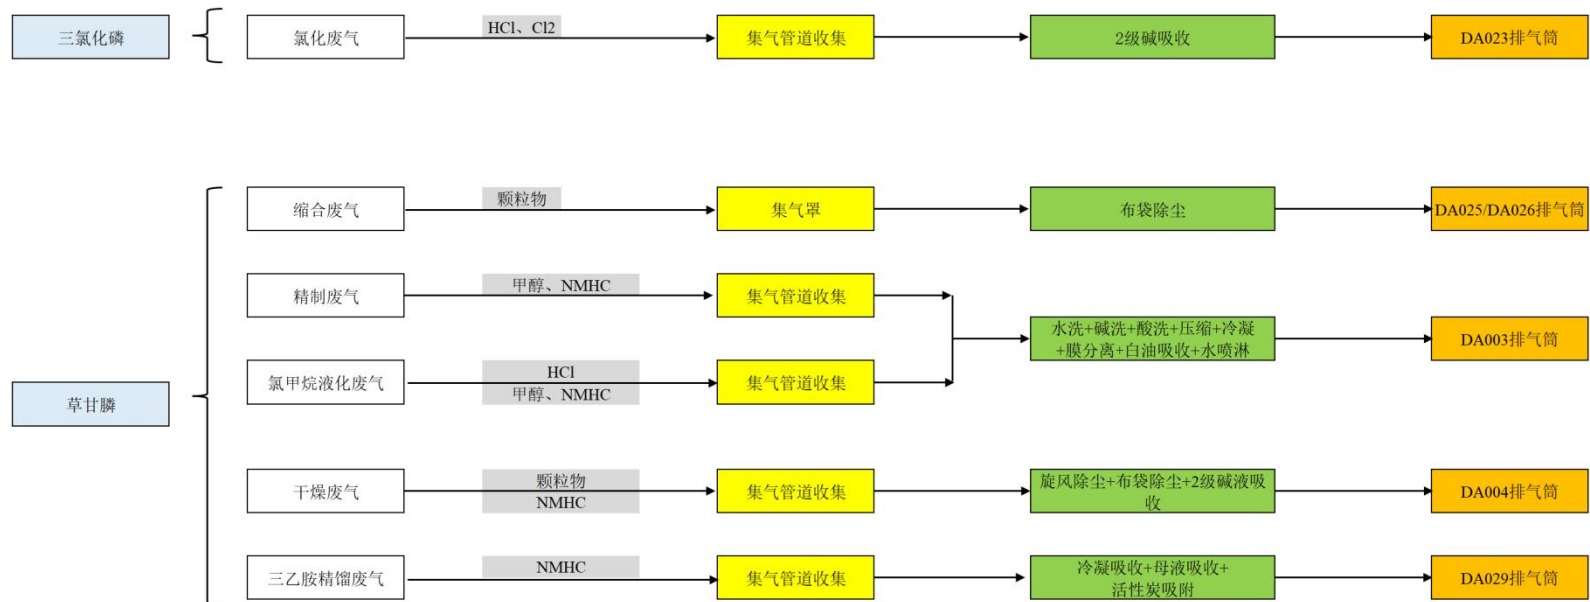 三氯化磷
氯化废气
HCl、Cl2
集气管道收集
2级碱吸收
DA023排气筒
草甘膦
缩合废气
颗粒物
集气罩
布袋除尘
DA025/DA026排气筒
精制废气
甲醇、NMHC
集气管道收集
氯甲烷液化废气
HCl
甲醇、NMHC
集气管道收集
水洗+碱洗+酸洗+压缩+冷凝
+膜分离+白油吸收+水喷淋
DA003排气筒
干燥废气
颗粒物
NMHC
集气管道收集
旋风除尘+布袋除尘+2级碱液吸
收
DA004排气筒
三乙胺精馏废气
NMHC
集气管道收集
冷凝吸收+母液吸收+
活性炭吸附
DA029排气筒